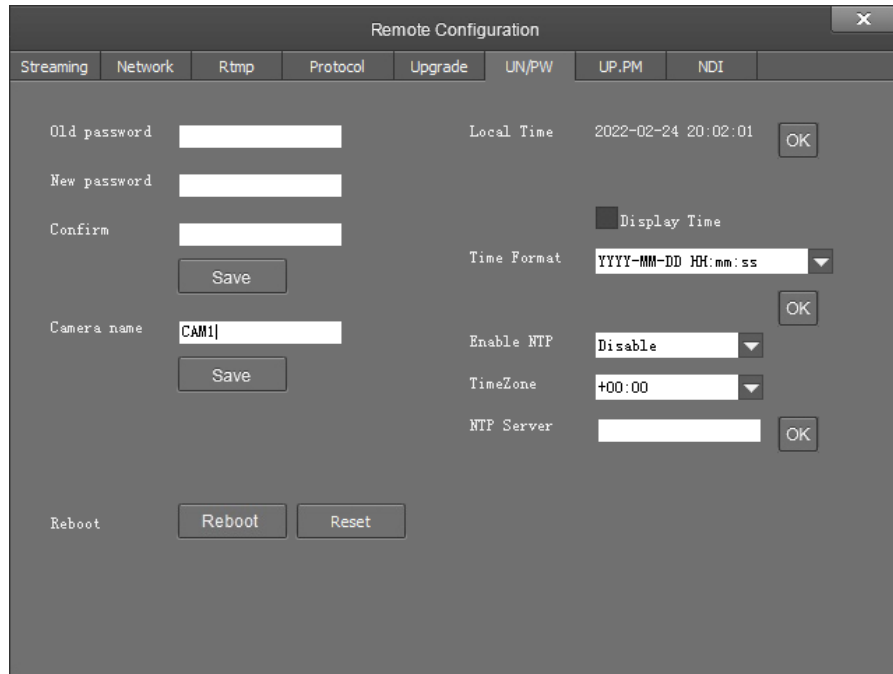 Remote Configuration
X
Streaming Network Rtmp Protocol Upgrade UN/PW UP.PM NDI
Old password
New password
Confirm
Save
Camera name CAM1
Save
Reboot Reboot Reset
Local Time 2022-02-24 20:02:01 OK
Display Time
Time Format YYYY-MM-DD HH:mm:ss
OK
Enable NTP Disable
TimeZone +00:00
NTP Server OK